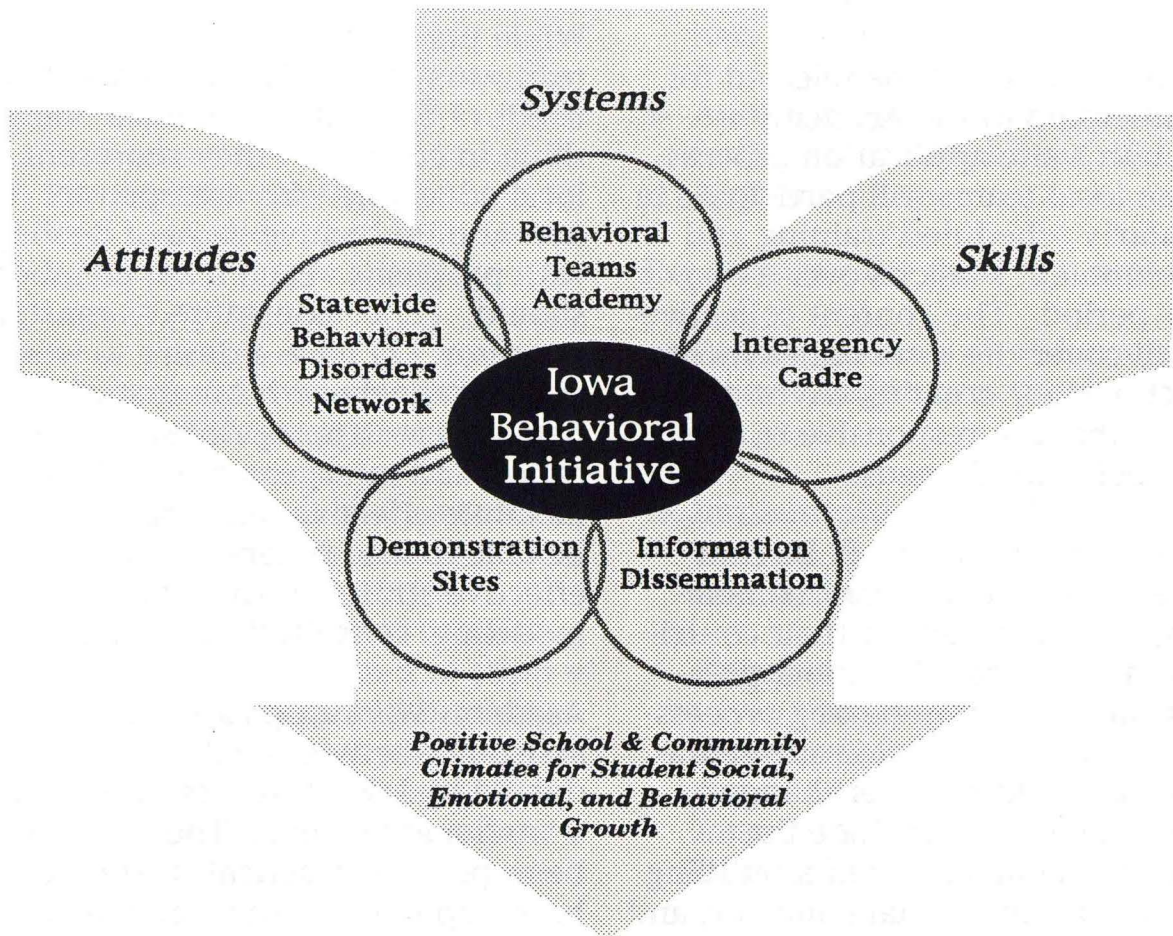 Systems
Attitudes
Skills
Behavioral
Teams
Academy
Statewide
Behavioral
Disorders
Network
Interagency
Cadre
Iowa
Behavioral
Initiative
Demonstration
Sites
Information
Dissemination
Positive School & Community
Climates for Student Social,
Emotional, and Behavioral
Growth